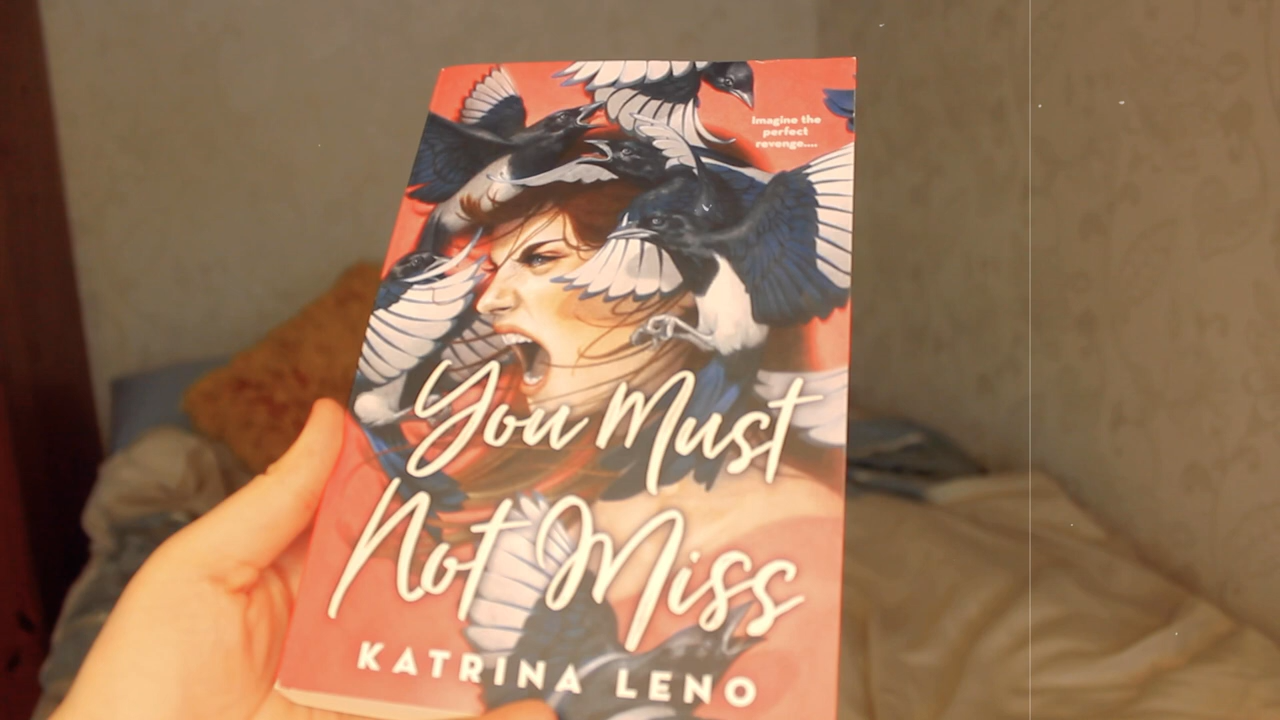 Imagine the
perfect
revenge....
You Must
Not Miss
KATRINA LENO